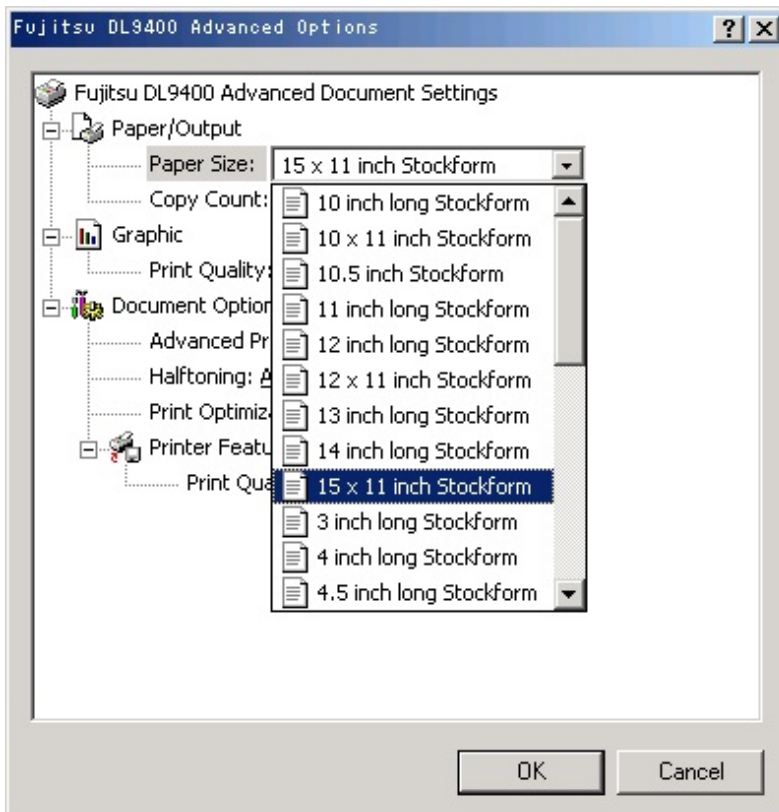 Fujitsu DL9400 Advanced Options
Fujitsu DL9400 Advanced Document Settings
Paper/Output
Paper Size: 15 x 11 inch Stockform
Copy Count:
10 inch long Stockform
10 x 11 inch Stockform
Graphic
Print Quality:
10.5 inch Stockform
Document Option
11 inch long Stockform
Advanced Pr
12 inch long Stockform
Halftoning: A
12 x 11 inch Stockform
Print Optimiz
13 inch long Stockform
Printer Featu
14 inch long Stockform
Print Qua
15 x 11 inch Stockform
3 inch long Stockform
4 inch long Stockform
4.5 inch long Stockform
OK
Cancel